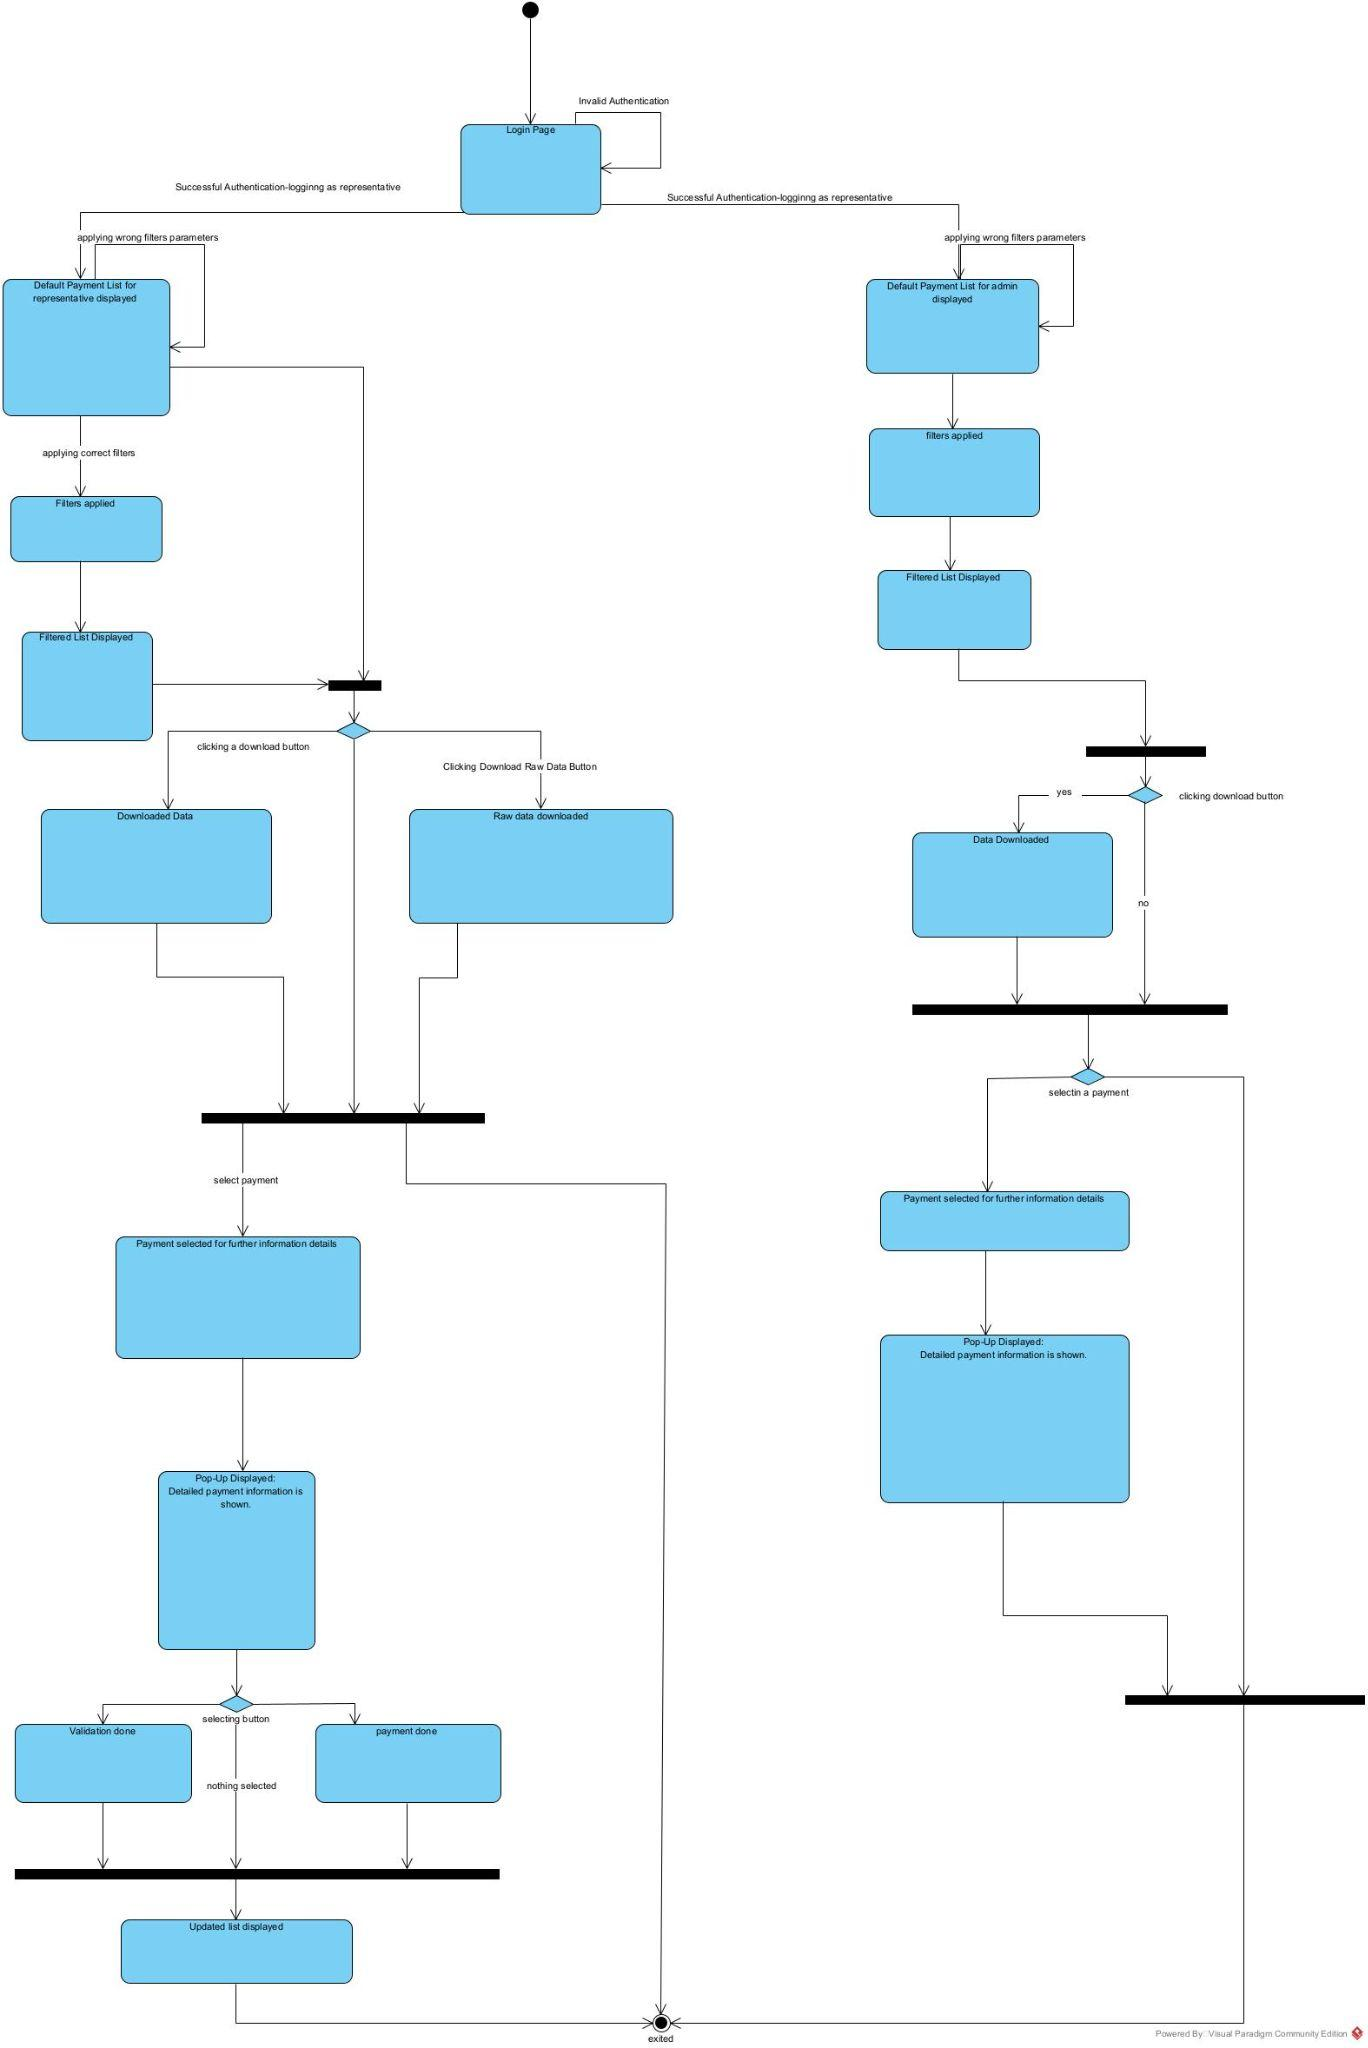 Invalid Authentication
Login Page
Successful Authentication-logginng as representative
Successful Authentication-logginng as representative
applying wrong filters parameters
applying wrong filters parameters
Default Payment List for
representative displayed
Default Payment List for admin
displayed
applying correct filters
filters applied
Filters applied
Filtered List Displayed
Filtered List Displayed
clicking a download button
Clicking Download Raw Data Button
yes
clicking download button
Downloaded Data
Raw data downloaded
Data Downloaded
no
selectin a payment
select payment
Payment selected for further information details
Payment selected for further information details
Pop-Up Displayed:
Detailed payment information is shown.
Pop-Up Displayed:
Detailed payment information is
shown.
selecting button
Validation done
payment done
nothing selected
Updated list displayed
exited
Powered By: Visual Paradigm Community Edition